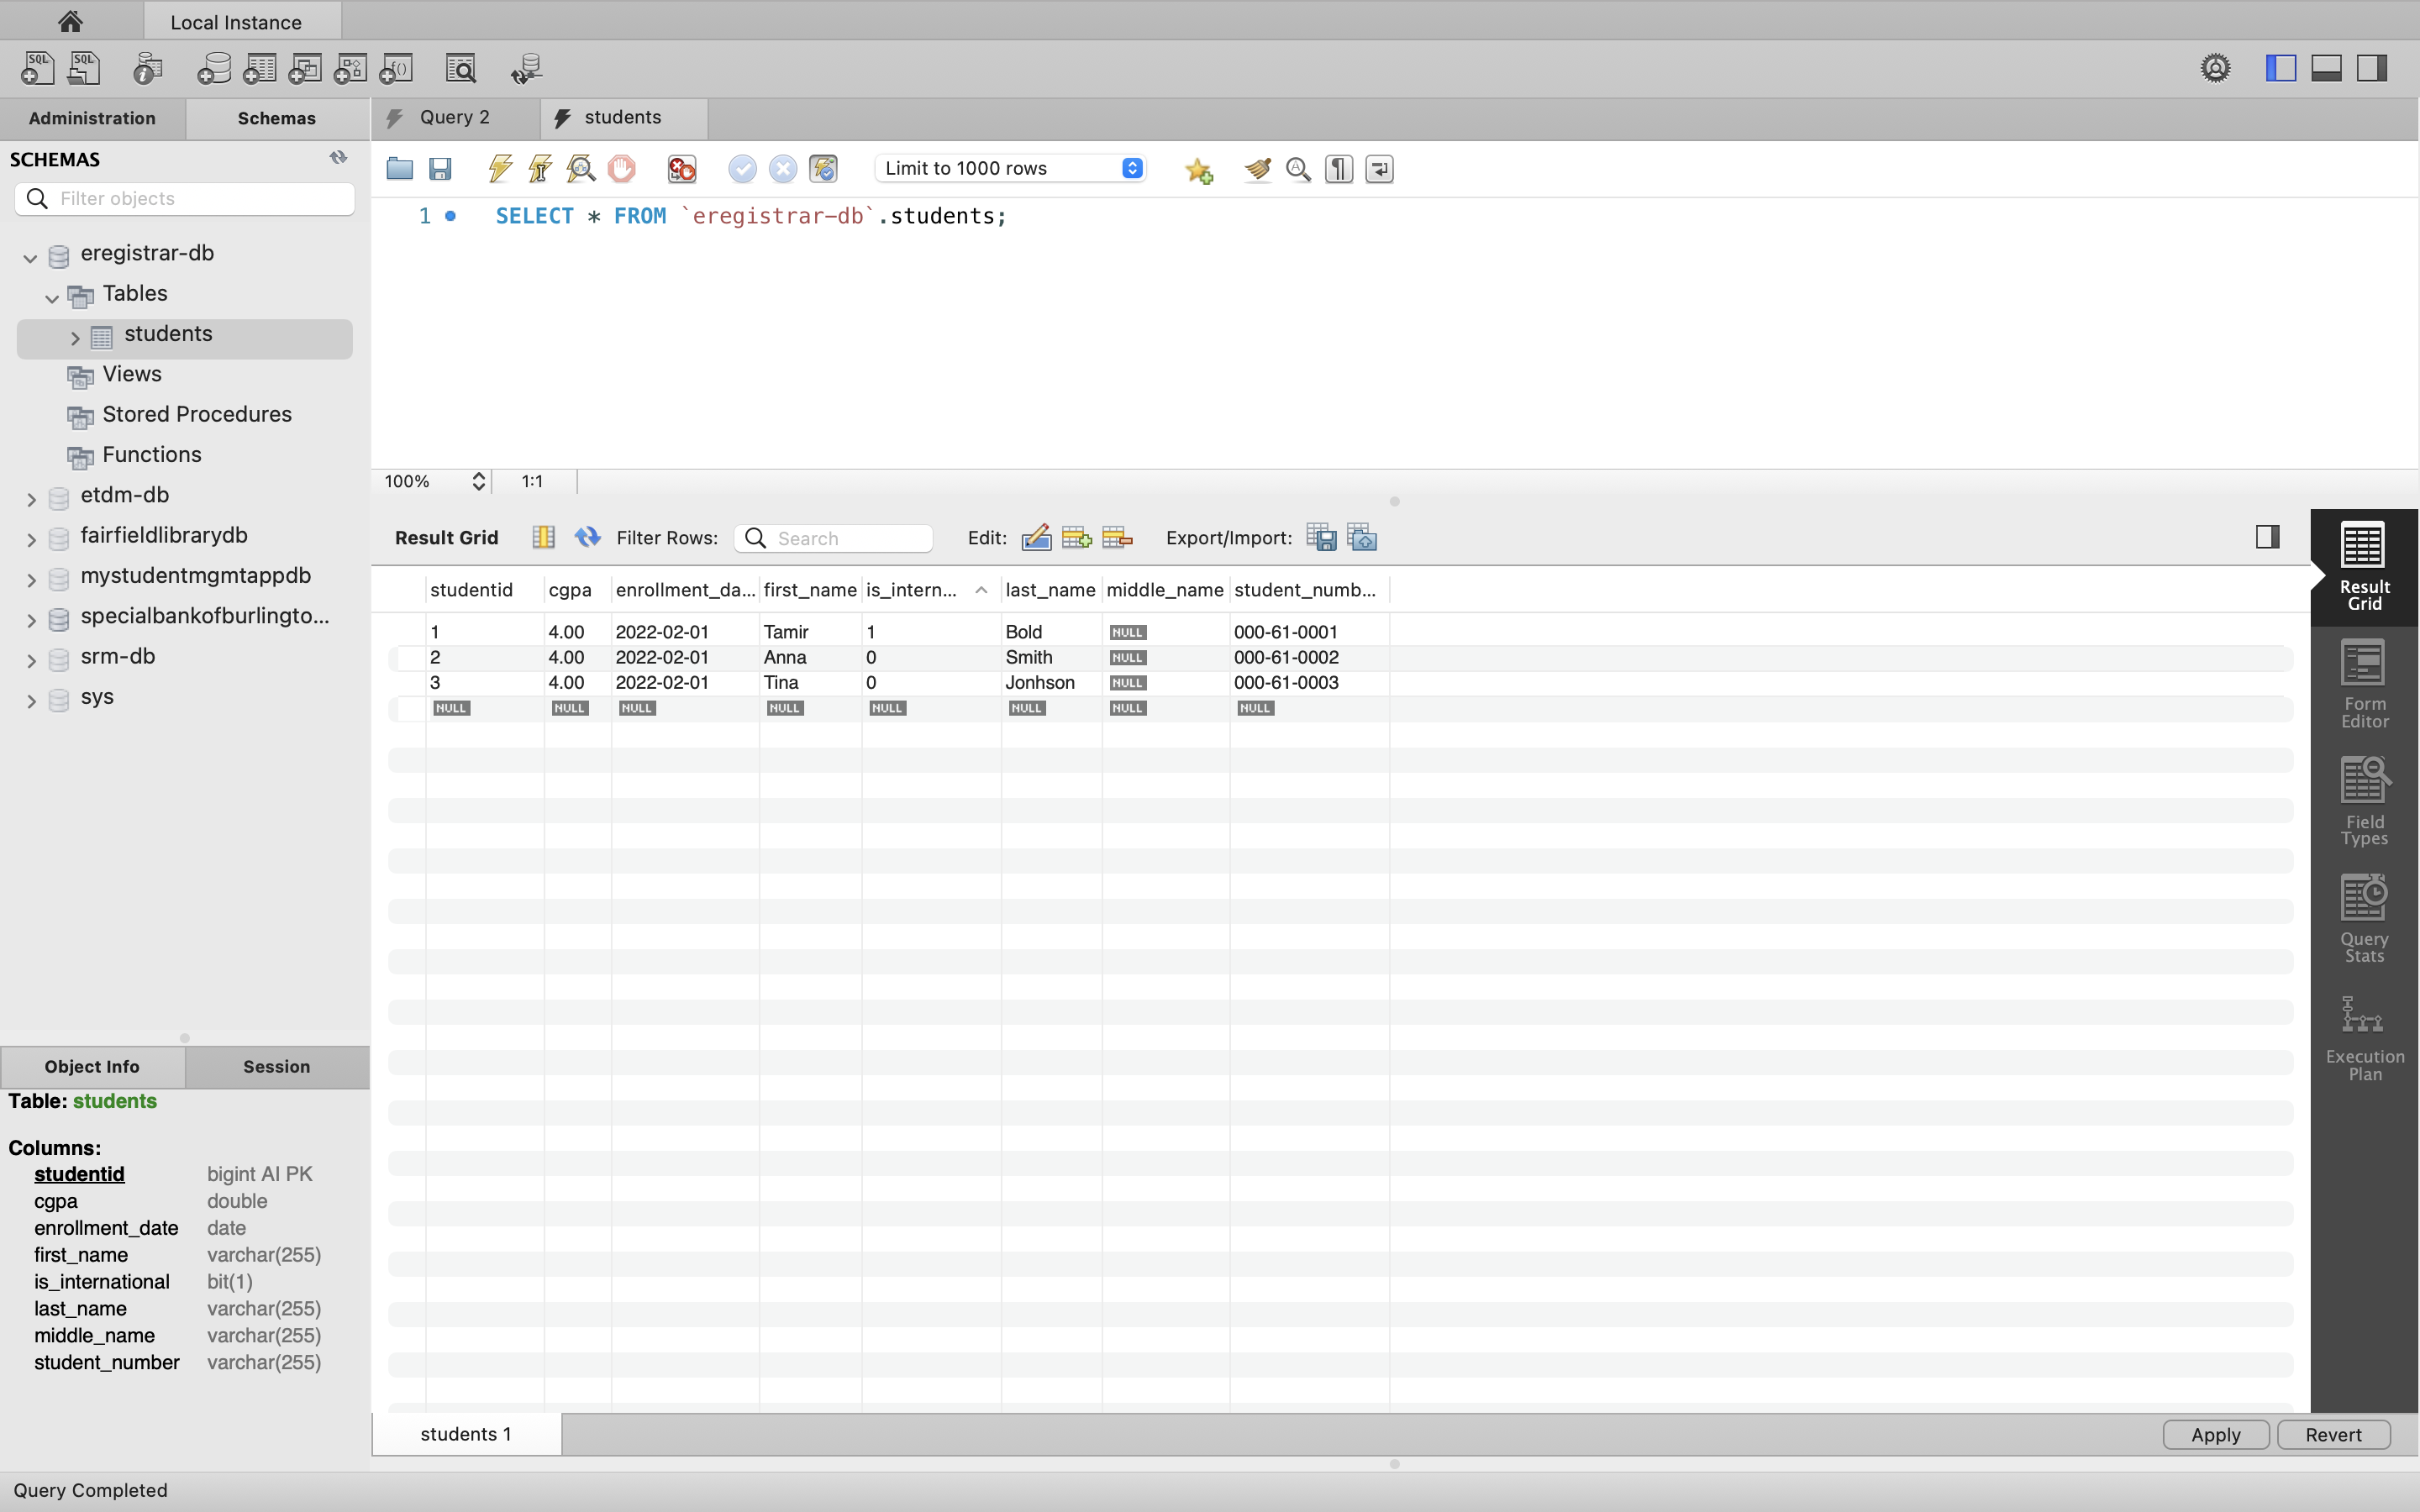 Local Instance
SQL SQL f()
Administration Schemas
Query 2 students
SCHEMAS
Filter objects
Limit to 1000 rows
1 SELECT * FROM `eregistrar-db`.students;
eregistrar-db
Tables
students
Views
Stored Procedures
Functions
etdm-db
fairfieldlibrarydb
mystudentmgmtappdb
specialbankofburlingto...
srm-db
sys
100% 1:1
Result Grid Filter Rows: Search Edit: Export/Import:
studentid cgpa enrollment_da... first_name is_intern... last_name middle_name student_numb...
1 4.00 2022-02-01 Tamir 1 Bold NULL 000-61-0001
2 4.00 2022-02-01 Anna 0 Smith NULL 000-61-0002
3 4.00 2022-02-01 Tina 0 Jonhson NULL 000-61-0003
NULL NULL NULL NULL NULL NULL NULL NULL
Result
Grid
Form
Editor
Field
Types
Query
Stats
Execution
Plan
Object Info Session
Table: students
Columns:
studentid bigint AI PK
cgpa double
enrollment_date date
first_name varchar(255)
is_international bit(1)
last_name varchar(255)
middle_name varchar(255)
student_number varchar(255)
students 1
Apply Revert
Query Completed